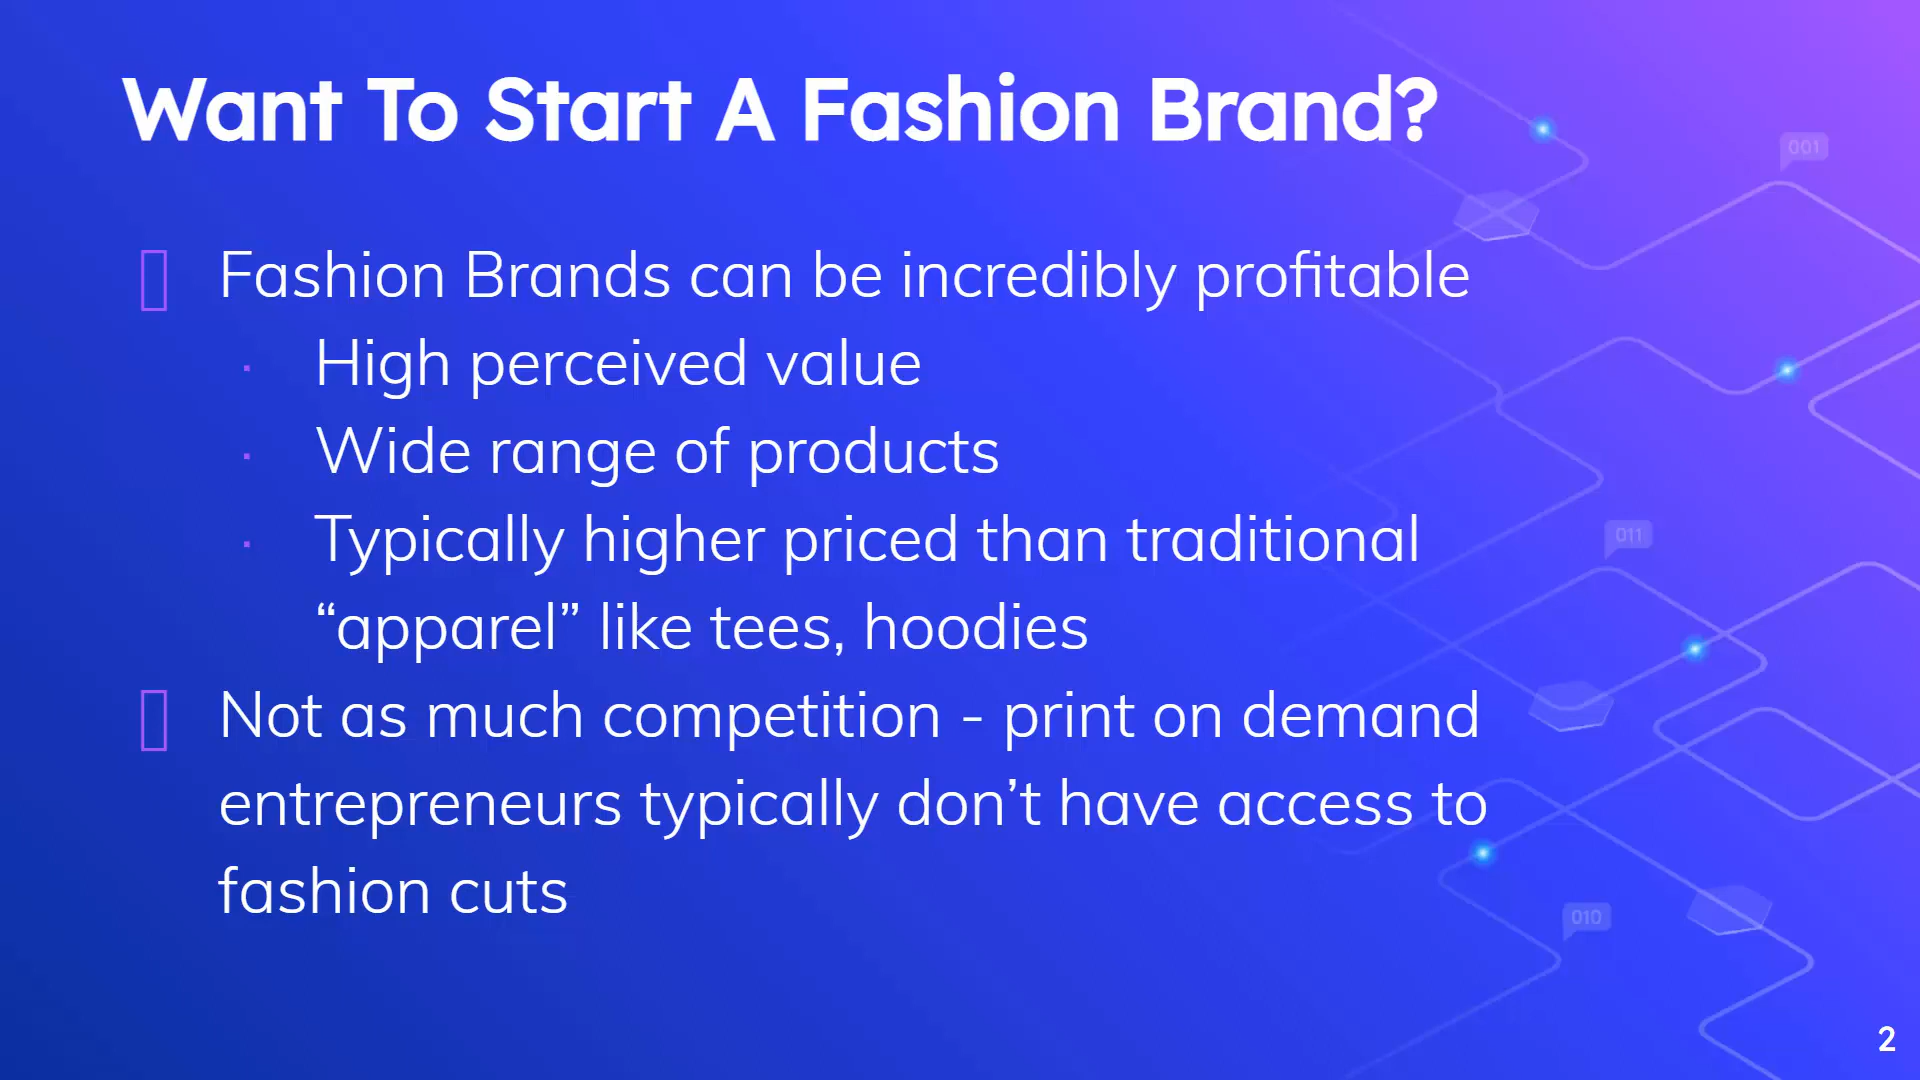 Want To Start A Fashion Brand?
001
Fashion Brands can be incredibly profitable
High perceived value
Wide range of products
Typically higher priced than traditional
“apparel” like tees, hoodies
011
Not as much competition - print on demand
entrepreneurs typically don’t have access to
fashion cuts
010
2